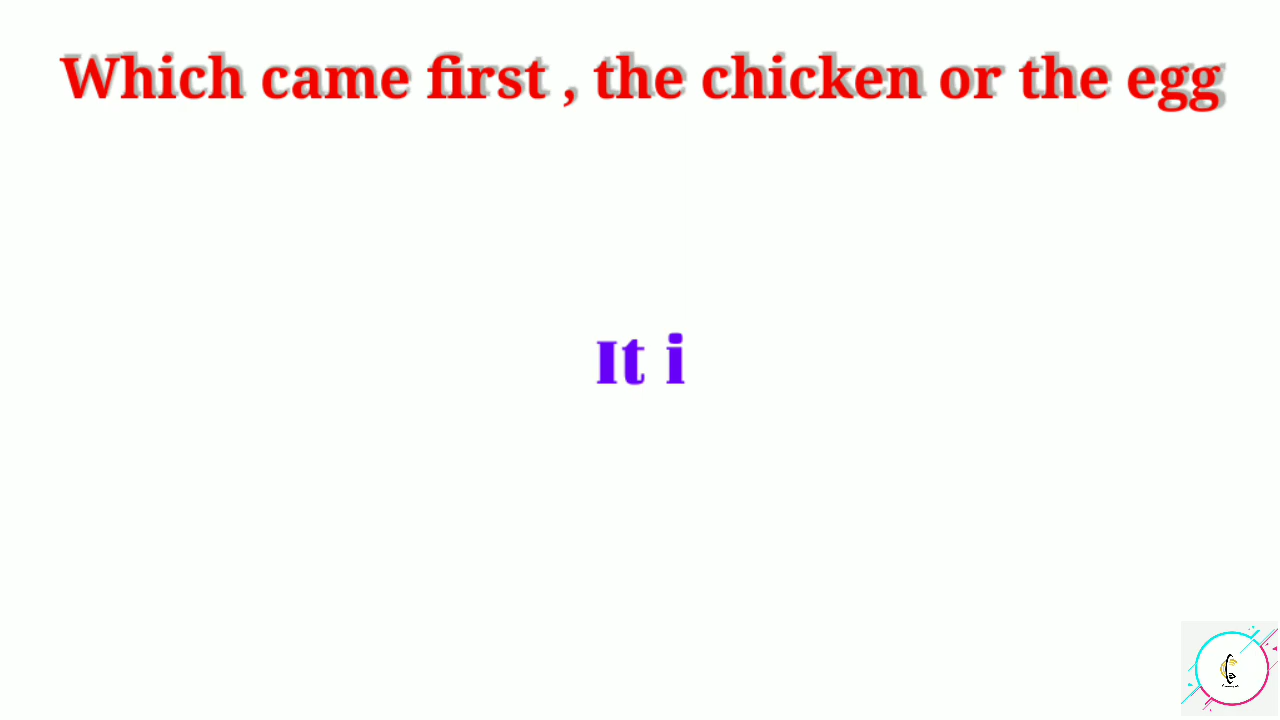 Which came first , the chicken or the egg
It i